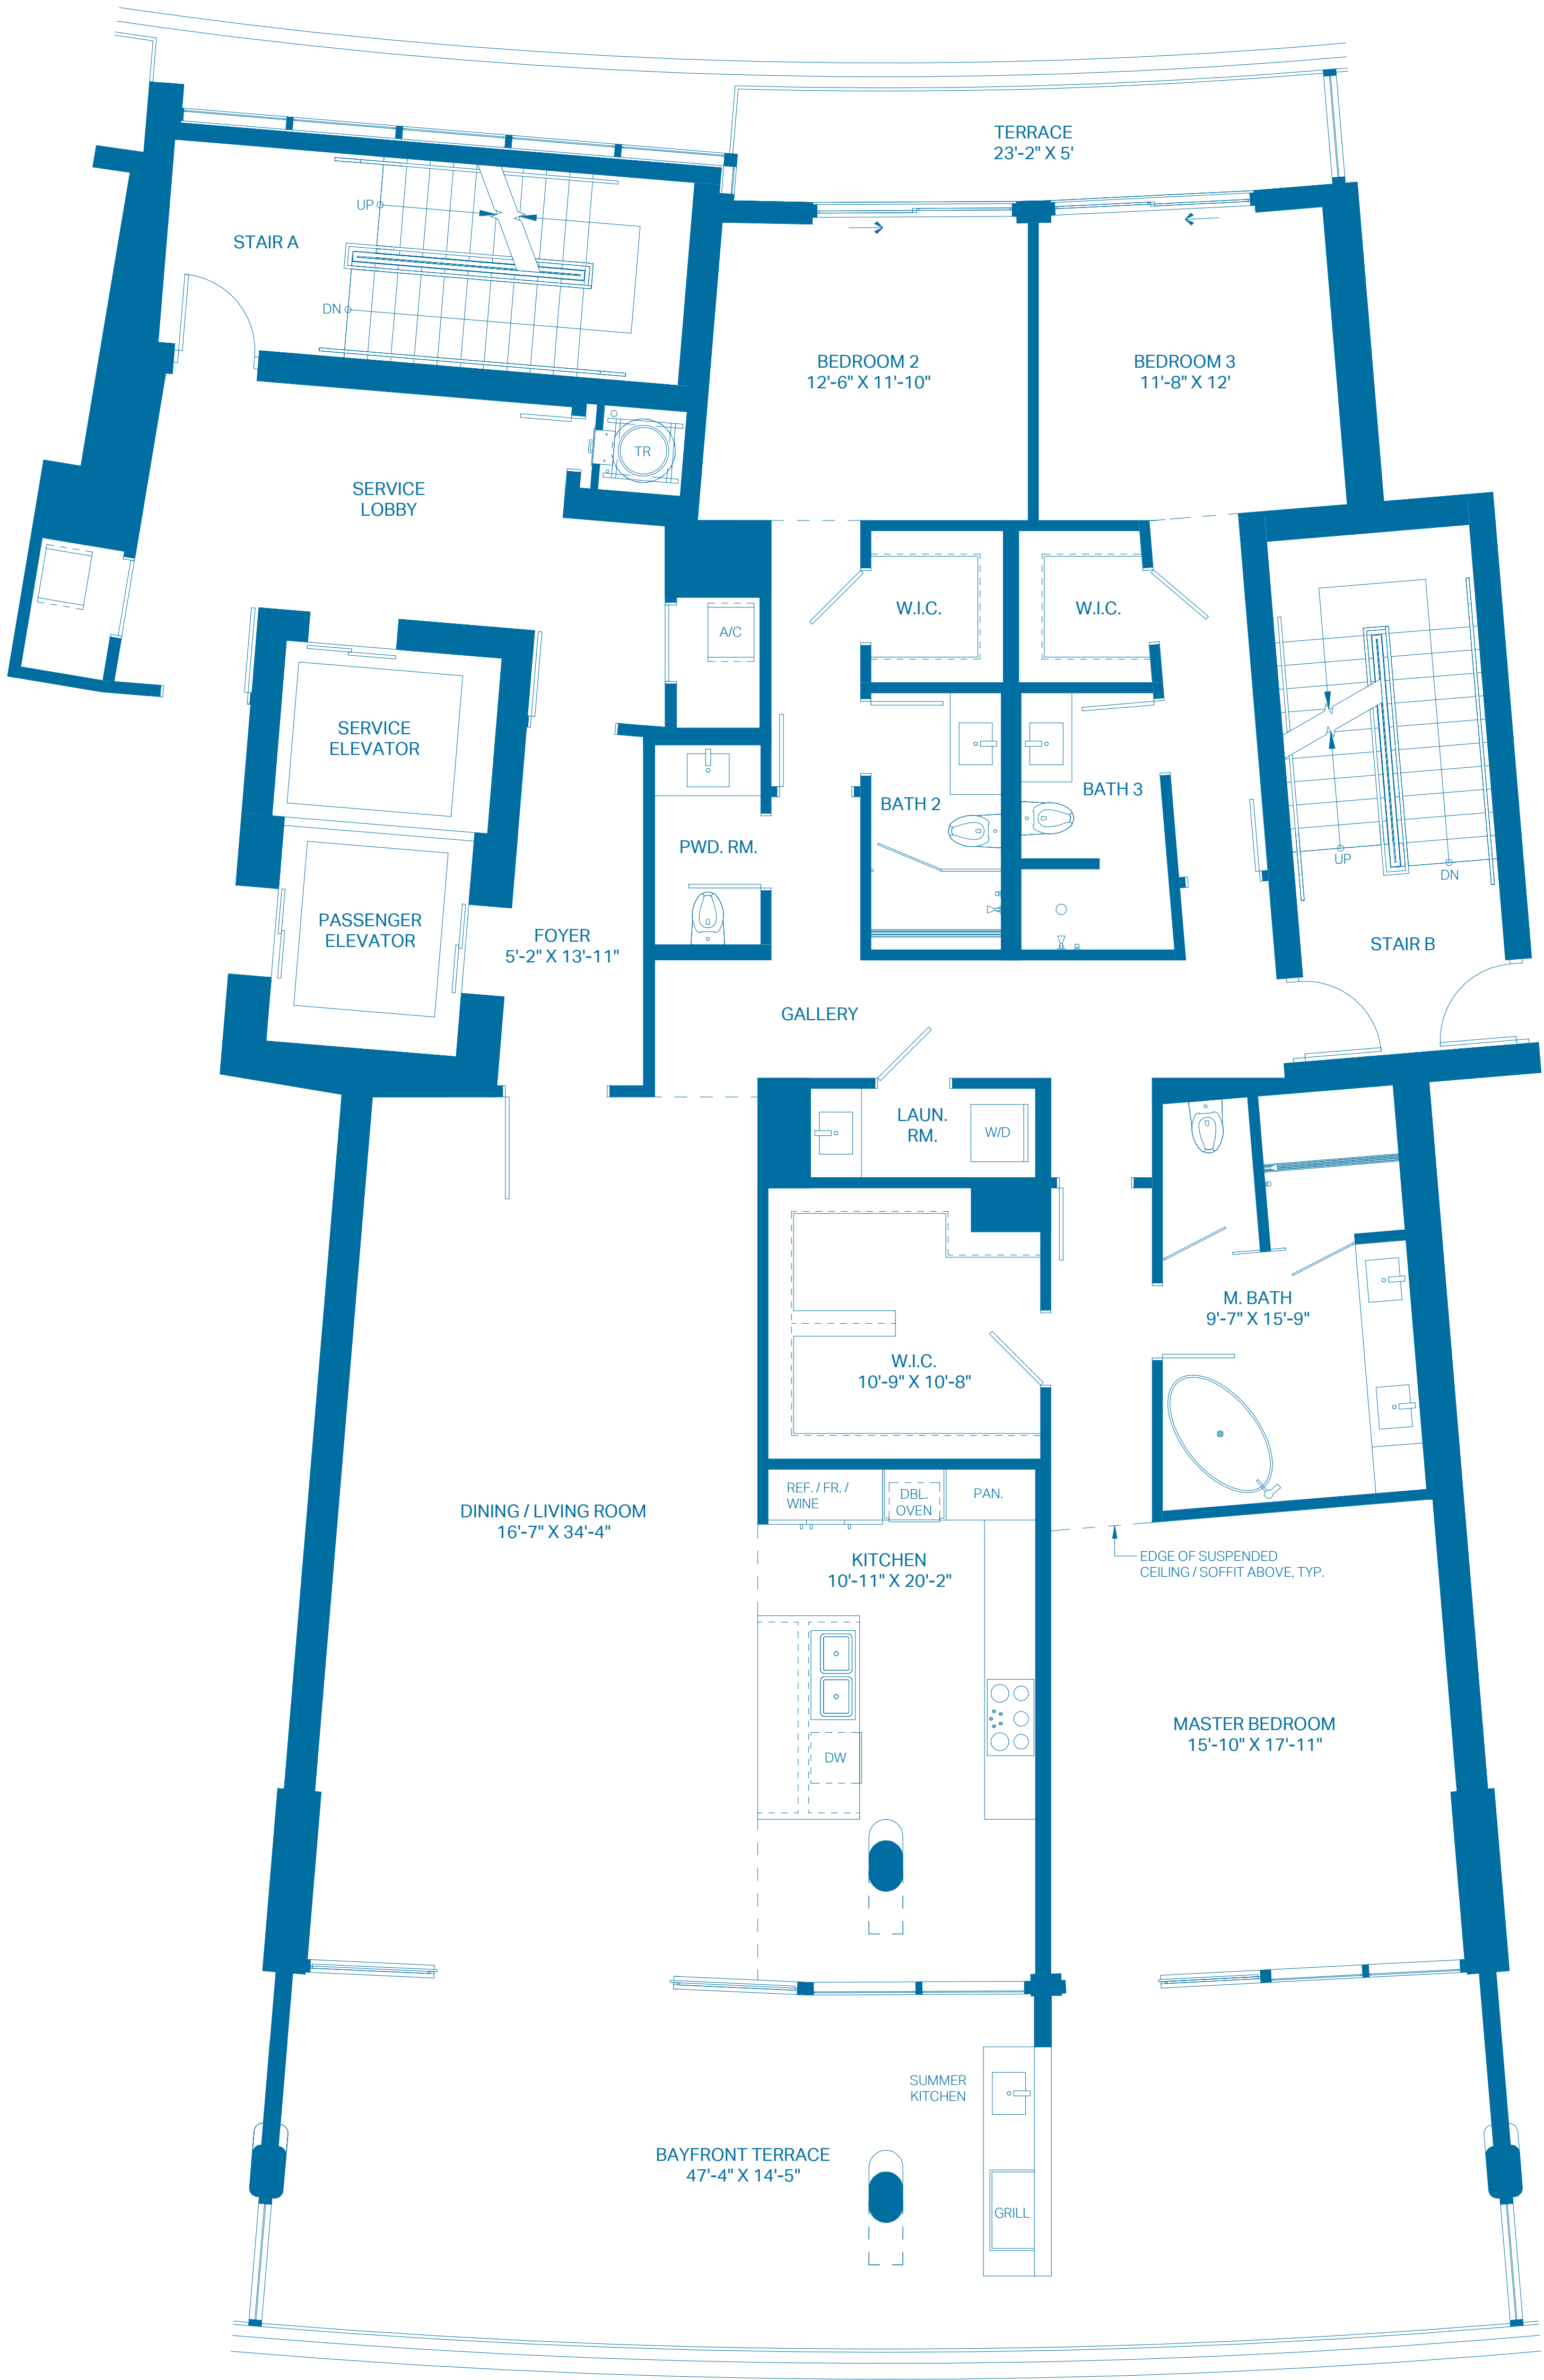 TERRACE
23'-2" X 5'
UP
STAIR A
DN
BEDROOM 2
12'-6" X 11'-10"
BEDROOM 3
11'-8" X 12'
TR
SERVICE
LOBBY
W.I.C.
W.I.C.
A/C
SERVICE
ELEVATOR
BATH 2
BATH 3
PWD. RM.
UP
DN
PASSENGER
ELEVATOR
FOYER
5'-2" X 13'-11"
STAIR B
GALLERY
LAUN.
RM.
W/D
M. BATH
9'-7" X 15'-9"
W.I.C.
10'-9" X 10'-8"
REF. / FR. /
WINE
DBL.
OVEN
PAN.
DINING / LIVING ROOM
16'-7" X 34'-4"
KITCHEN
10'-11" X 20'-2"
EDGE OF SUSPENDED
CEILING / SOFFIT ABOVE, TYP.
MASTER BEDROOM
15'-10" X 17'-11"
DW
SUMMER
KITCHEN
BAYFRONT TERRACE
47'-4" X 14'-5"
GRILL